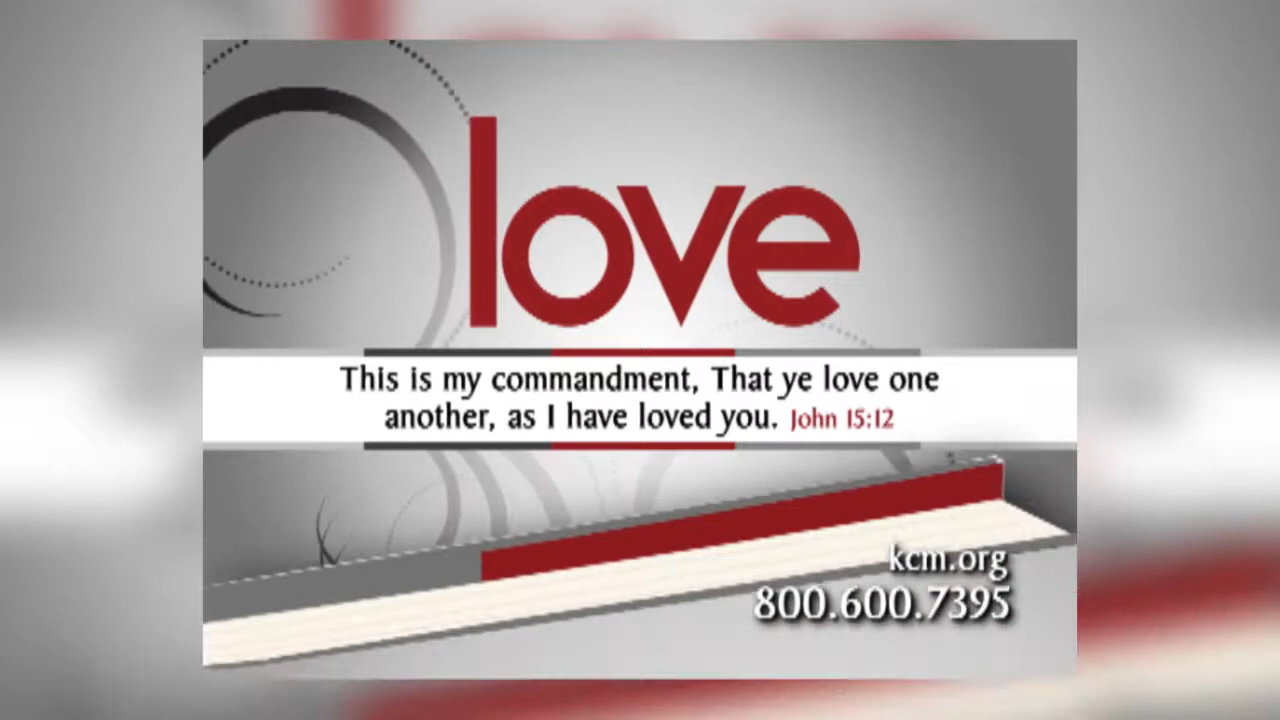 love
This is my commandment, That ye love one
another, as I have loved you. John 15:12
kcm.org
800.600.7395